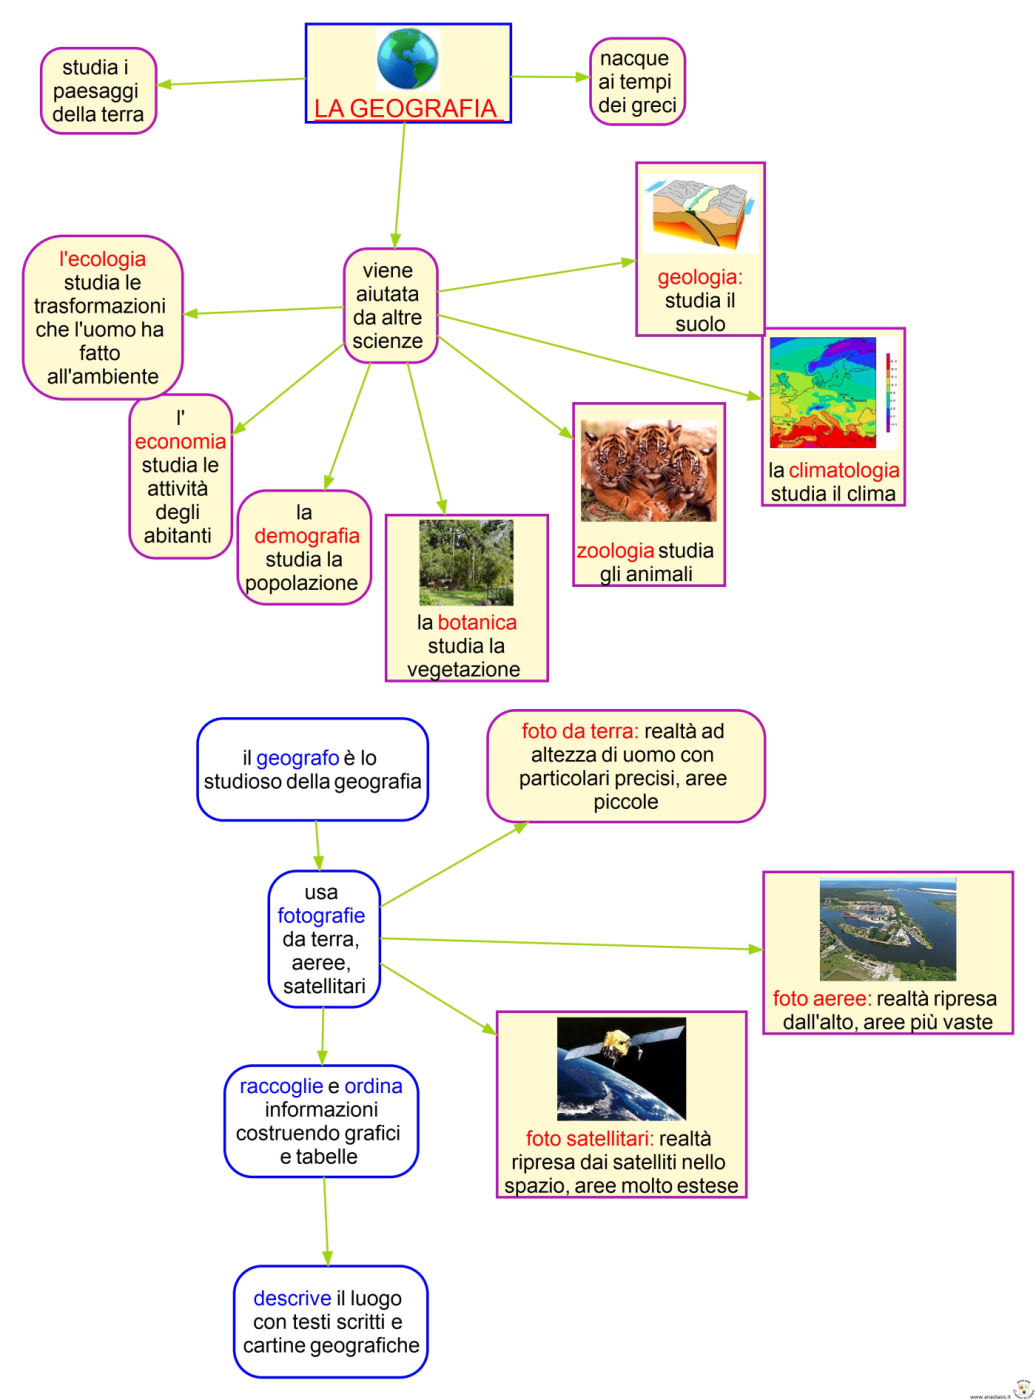 LA GEOGRAFIA
studia i
paesaggi
della terra
nacque
ai tempi
dei greci
viene
aiutata
da altre
scienze
geologia:
studia il
suolo
l'ecologia
studia le
trasformazioni
che l'uomo ha
fatto
all'ambiente
la climatologia
studia il clima
l'
economia
studia le
attività
degli
abitanti
la
demografia
studia la
popolazione
la botanica
studia la
vegetazione
zoologia studia
gli animali
il geografo è lo
studioso della geografia
foto da terra: realtà ad
altezza di uomo con
particolari precisi, aree
piccole
usa
fotografie
da terra,
aeree,
satellitari
foto aeree: realtà ripresa
dall'alto, aree più vaste
foto satellitari: realtà
ripresa dai satelliti nello
spazio, aree molto estese
raccoglie e ordina
informazioni
costruendo grafici
e tabelle
descrive il luogo
con testi scritti e
cartine geografiche
www.anastasis.it